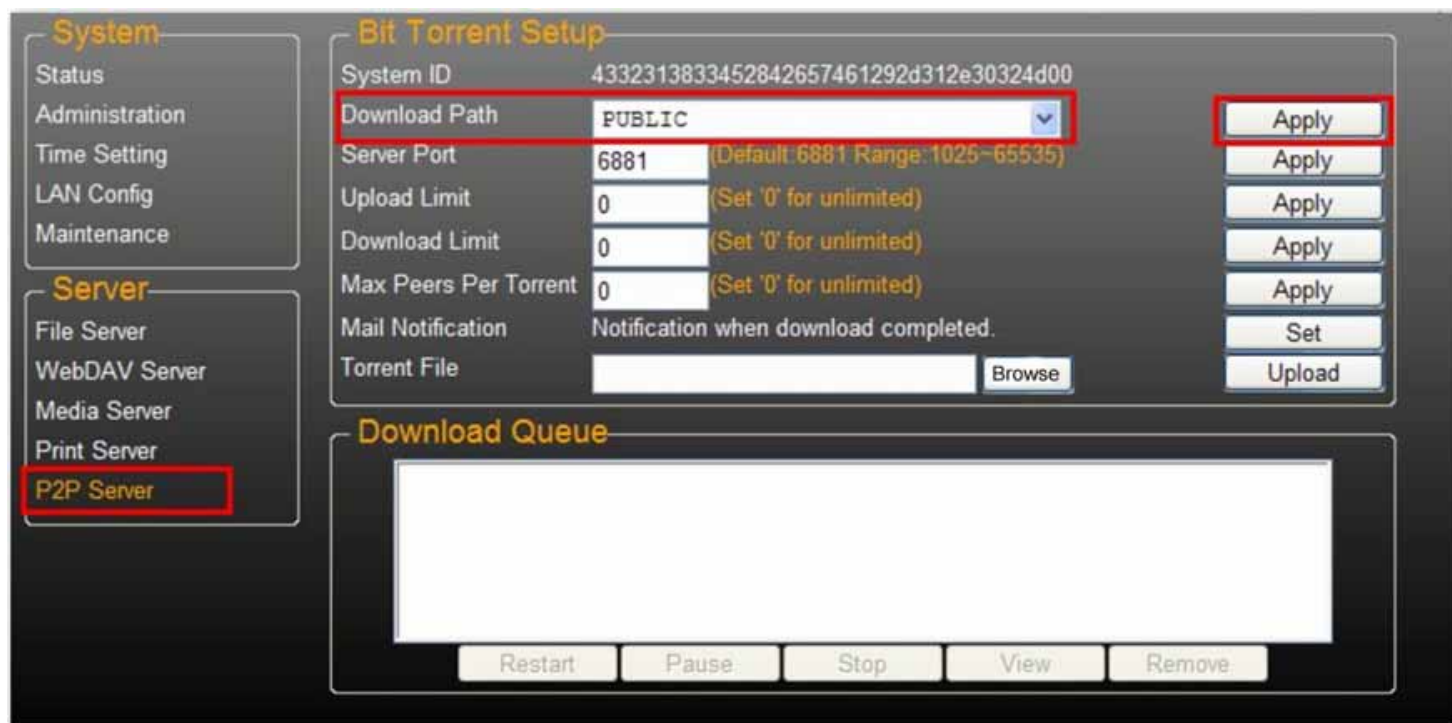 System
Status
Administration
Time Setting
LAN Config
Maintenance
Server
File Server
WebDAV Server
Media Server
Print Server
P2P Server
Bit Torrent Setup
System ID 4332313833452842657461292d312e30324d00
Download Path PUBLIC Apply
Server Port 6881 (Default:6881 Range:1025~65535) Apply
Upload Limit 0 (Set '0' for unlimited) Apply
Download Limit 0 (Set '0' for unlimited) Apply
Max Peers Per Torrent 0 (Set '0' for unlimited) Apply
Mail Notification Notification when download completed. Set
Torrent File Browse Upload
Download Queue
Restart Pause Stop View Remove